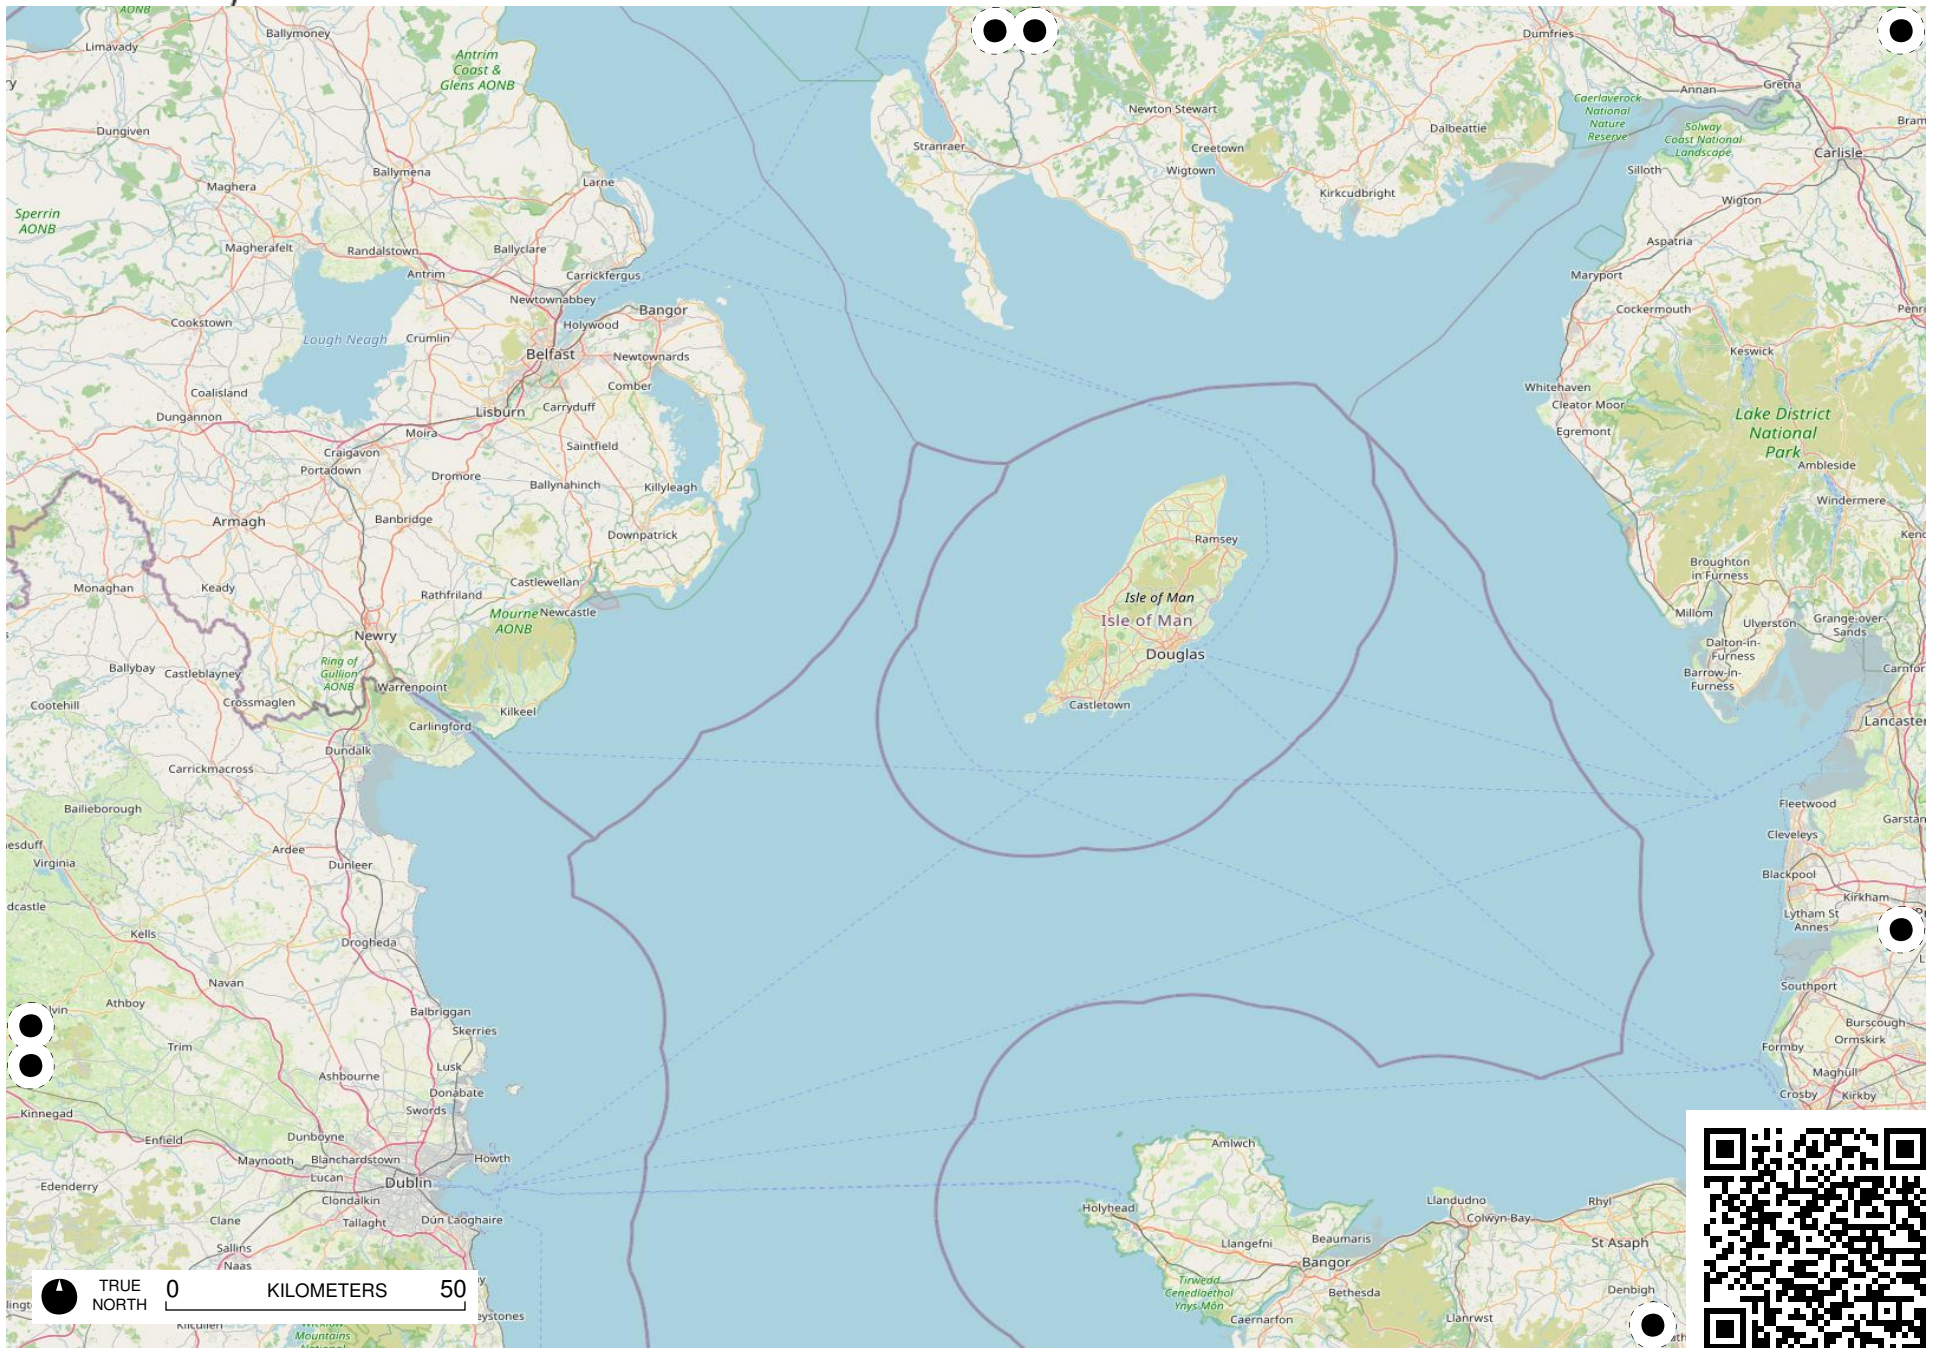 AONB
Limavady
Ballymoney
Antrim
Coast &
Glens AONB
Dungiven
Maghera
Ballymena
Larne
Sperrin
AONB
Magherafelt
Randalstown
Ballyclare
Antrim
Carrickfergus
Newtownabbey
Cookstown
Lough Neagh
Crumlin
Holywood
Bangor
Belfast
Newtownards
Coalisland
Comber
Dungannon
Lisburn
Carryduff
Moira
Craigavon
Saintfield
Portadown
Dromore
Ballynahinch
Killyleagh
Armagh
Banbridge
Downpatrick
Monaghan
Keady
Rathfriland
Castlewellan
Mourne
AONB
Newcastle
Newry
Ballybay
Castleblayney
Ring of
Gullion
AONB
Warrenpoint
Cootehill
Crossmaglen
Carlingford
Kilkeel
Dundalk
Carrickmacross
Bailieborough
Virginia
Ardee
Dunleer
Kells
Drogheda
Navan
Athboy
Balbriggan
Skerries
Trim
Lusk
Ashbourne
Donabate
Swords
Kinnegad
Enfield
Dunboyne
Maynooth
Blanchardstown
Howth
Lucan
Dublin
Edenderry
Clondalkin
Clane
Tallaght
Dún Laoghaire
Sallins
Naas
TRUE
NORTH
0
KILOMETERS
50
Stranraer
Newton Stewart
Creetown
Wigtown
Kirkcudbright
Dalbeattie
Dumfries
Caerlaverock
National
Nature
Reserve
Annan
Gretna
Solway
Coast National
Landscape
Carlisle
Silloth
Wigton
Aspatria
Maryport
Cockermouth
Keswick
Whitehaven
Cleator Moor
Egremont
Lake District
National
Park
Ambleside
Windermere
Ramsey
Isle of Man
Isle of Man
Douglas
Castletown
Broughton
in Furness
Millom
Ulverston
Grange-over-
Sands
Dalton-in-
Furness
Barrow-in-
Furness
Lancaster
Fleetwood
Cleveleys
Blackpool
Kirkham
Lytham St
Annes
Southport
Burscough
Formby
Ormskirk
Maghull
Crosby
Kirkby
Amlwch
Holyhead
Llangefni
Beaumaris
Bangor
Llandudno
Colwyn-Bay
Rhyl
St Asaph
Tirwedd
Cenedlaethol
Ynys-Môn
Bethesda
Caernarfon
Llanrwst
Denbigh